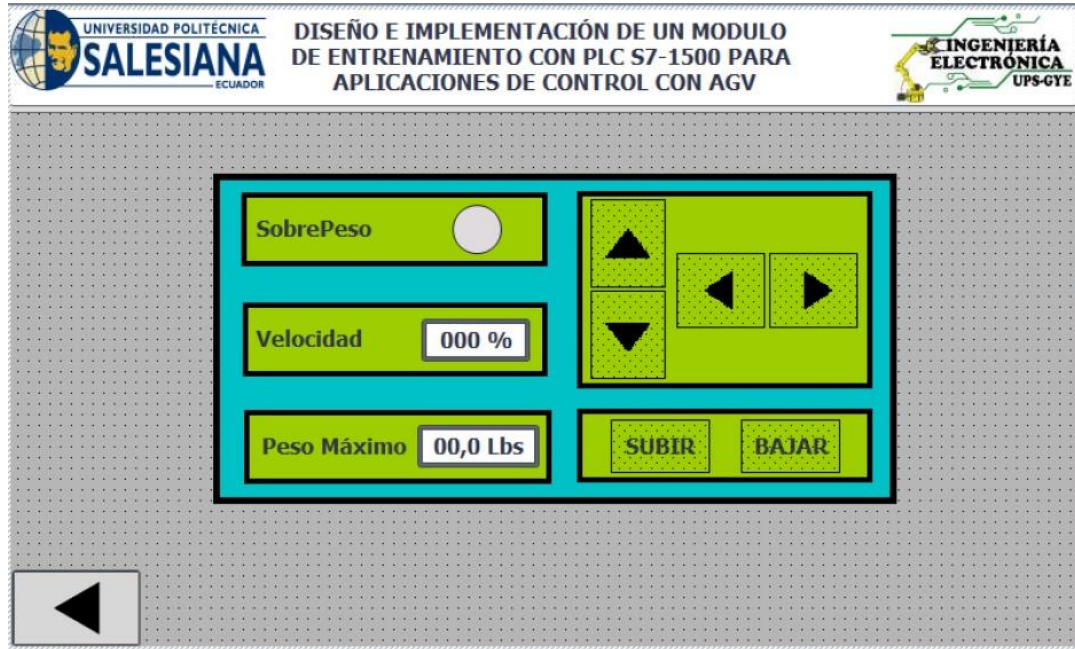 UNIVERSIDAD POLITÉCNICA
SALESIANA
ECUADOR
DISEÑO E IMPLEMENTACIÓN DE UN MODULO
DE ENTRENAMIENTO CON PLC S7-1500 PARA
APLICACIONES DE CONTROL CON AGV
INGENIERÍA
ELECTRÓNICA
UPS-GYE
SobrePeso
Velocidad 000 %
Peso Máximo 00,0 Lbs
SUBIR BAJAR